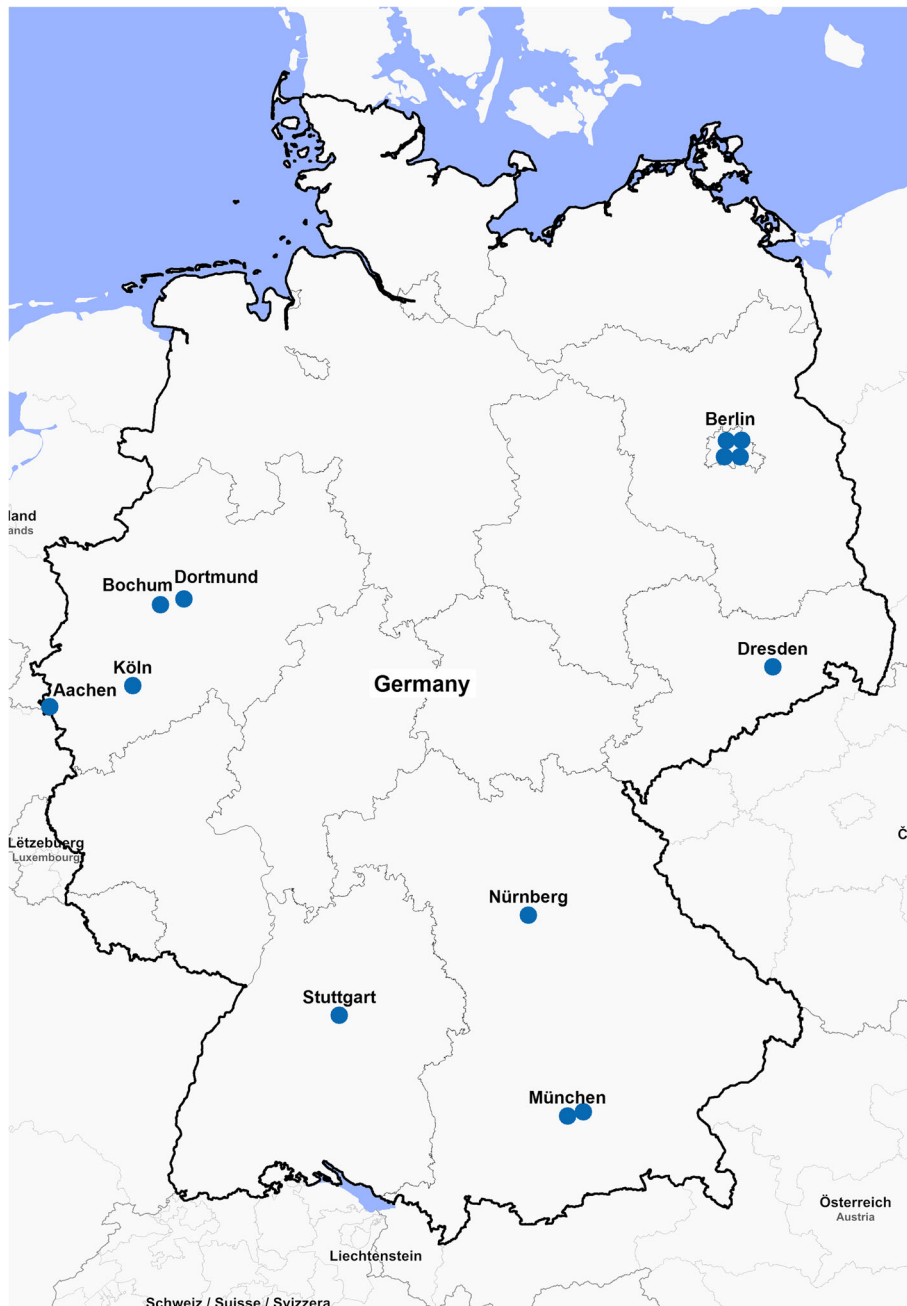 Berlin
land
ands
Bochum
Dortmund
Dresden
Köln
Aachen
Germany
Lëtzebuerg
Luxembourg
Č
Nürnberg
Stuttgart
München
Österreich
Austria
Liechtenstein
Schweiz / Suisse / Svizzera